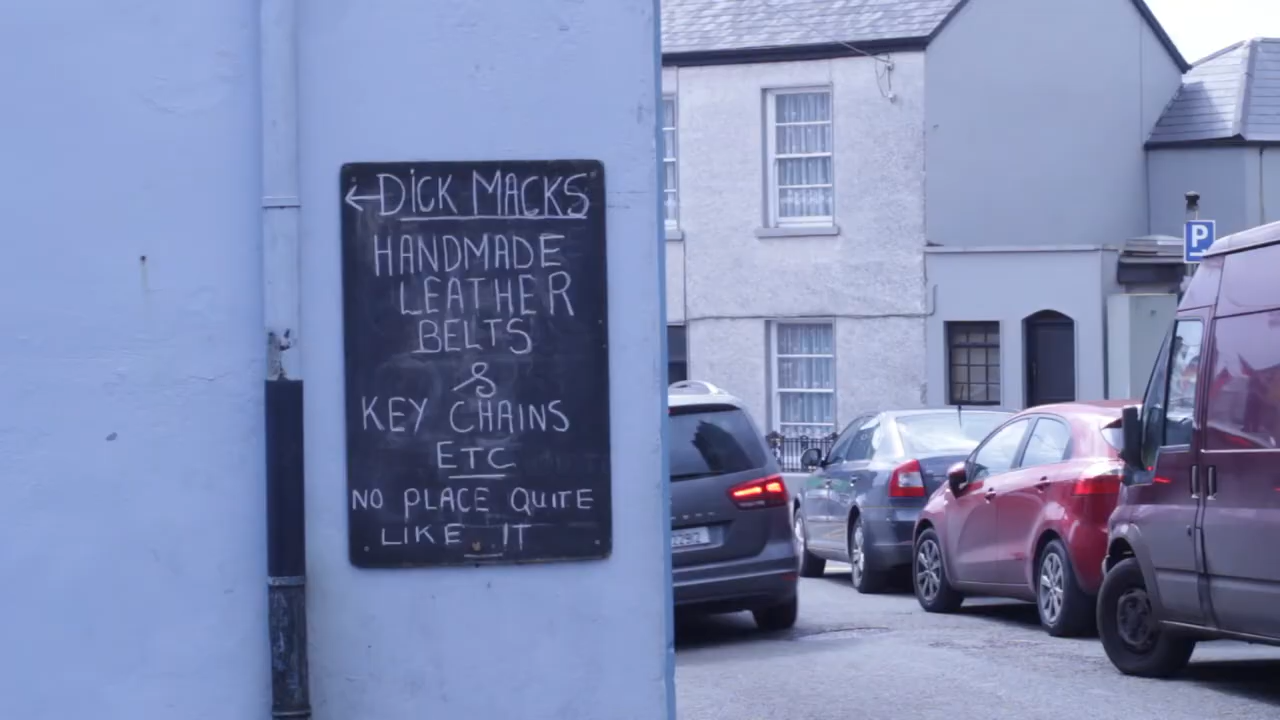 ←DiCK MACKS
HANDMADE
LEATHER
BELTS
&
KEY CHAINS
ETC
NO PLACE QUITE
LIKE IT
P